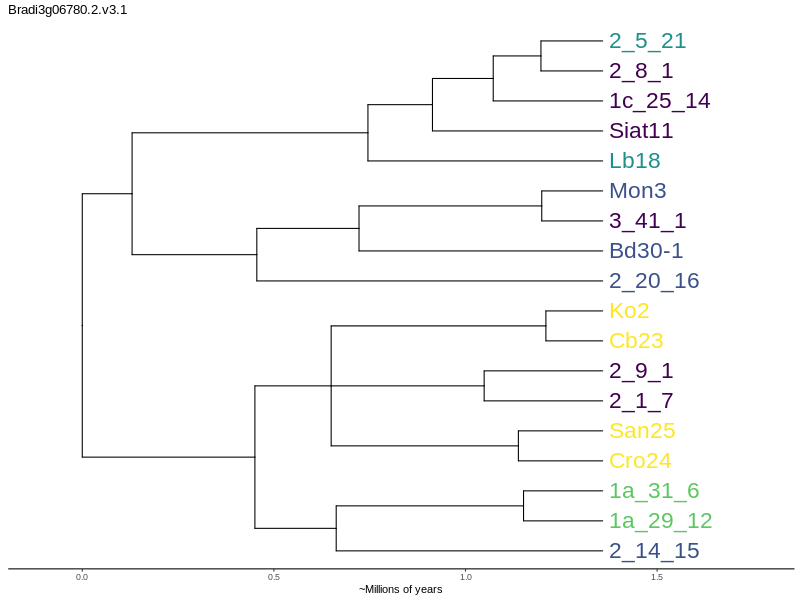 Bradi3g06780.2.v3.1
2_5_21
2_8_1
1c_25_14
Siat11
Lb18
Mon3
3_41_1
Bd30-1
2_20_16
Ko2
Cb23
2_9_1
2_1_7
San25
Cro24
1a_31_6
1a_29_12
2_14_15
0.0 0.5 1.0 1.5
~Millions of years